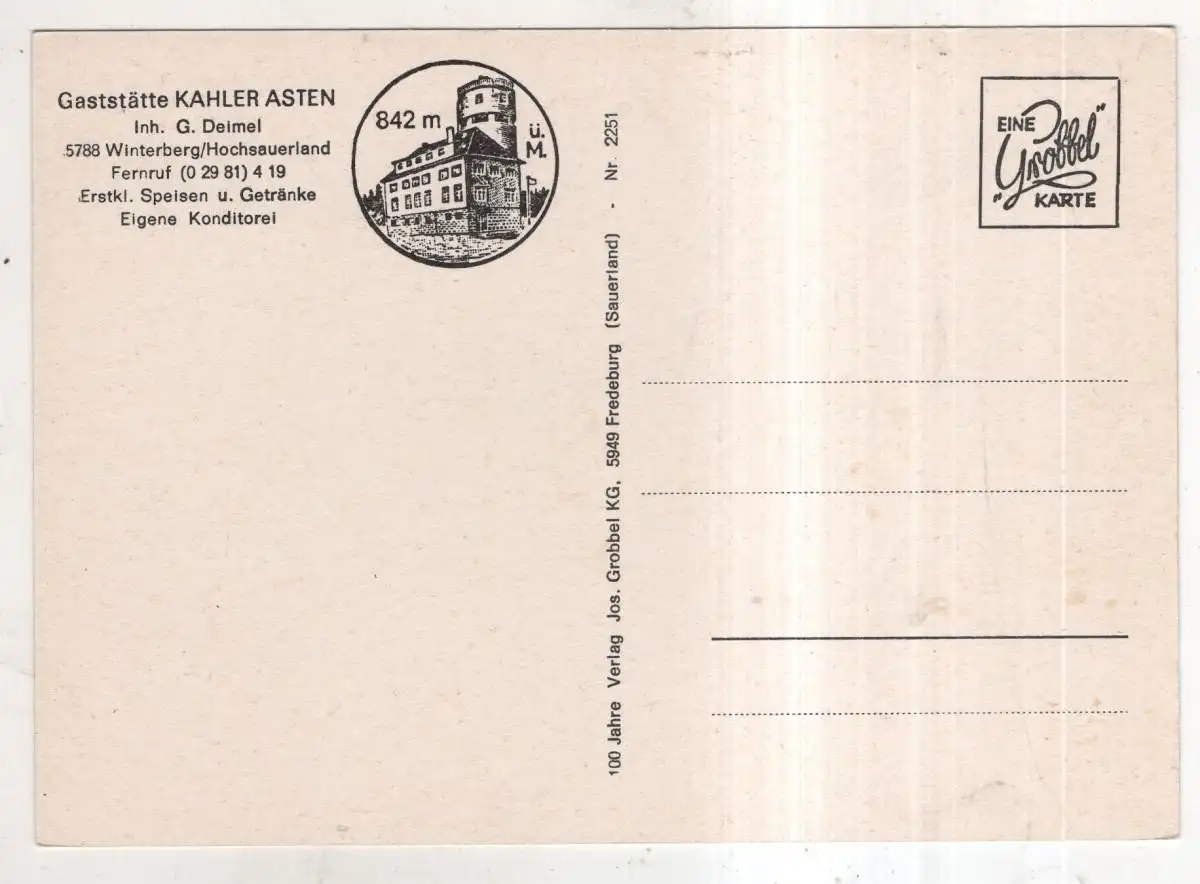 Gaststätte KAHLER ASTEN
Inh. G. Deimel
5788 Winterberg/Hochsauerland
Fernruf (0 29 81) 4 19
Erstkl. Speisen u. Getränke
Eigene Konditorei
842 m
ü.
M.
100 Jahre Verlag Jos. Grobbel KG, 5949 Fredeburg (Sauerland) - Nr. 2251
EINE
"Grobbel"
KARTE